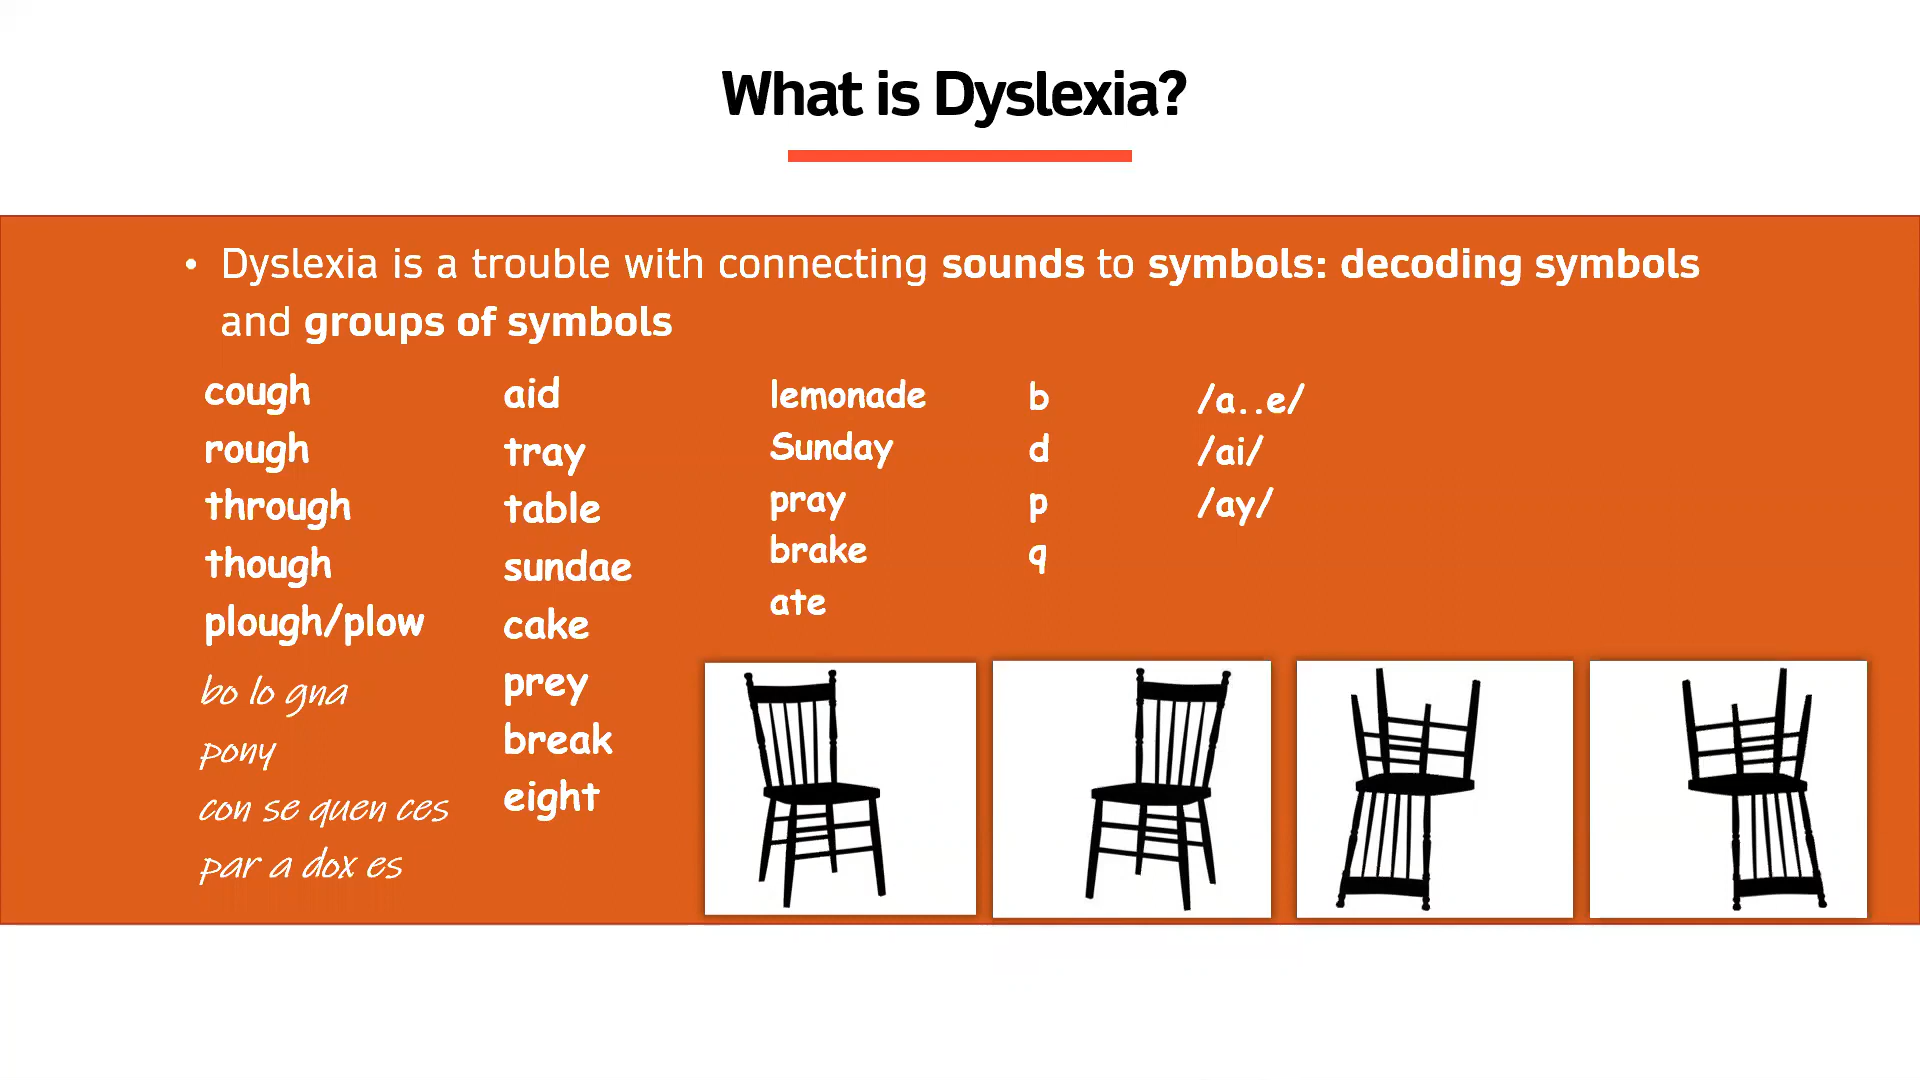 What is Dyslexia?
• Dyslexia is a trouble with connecting sounds to symbols: decoding symbols
and groups of symbols
cough
rough
through
though
plough/plow
bo lo gna
pony
con se quen ces
par a dox es
aid
tray
table
sundae
cake
prey
break
eight
lemonade
Sunday
pray
brake
ate
b
d
p
q
/a..e/
/ai/
/ay/